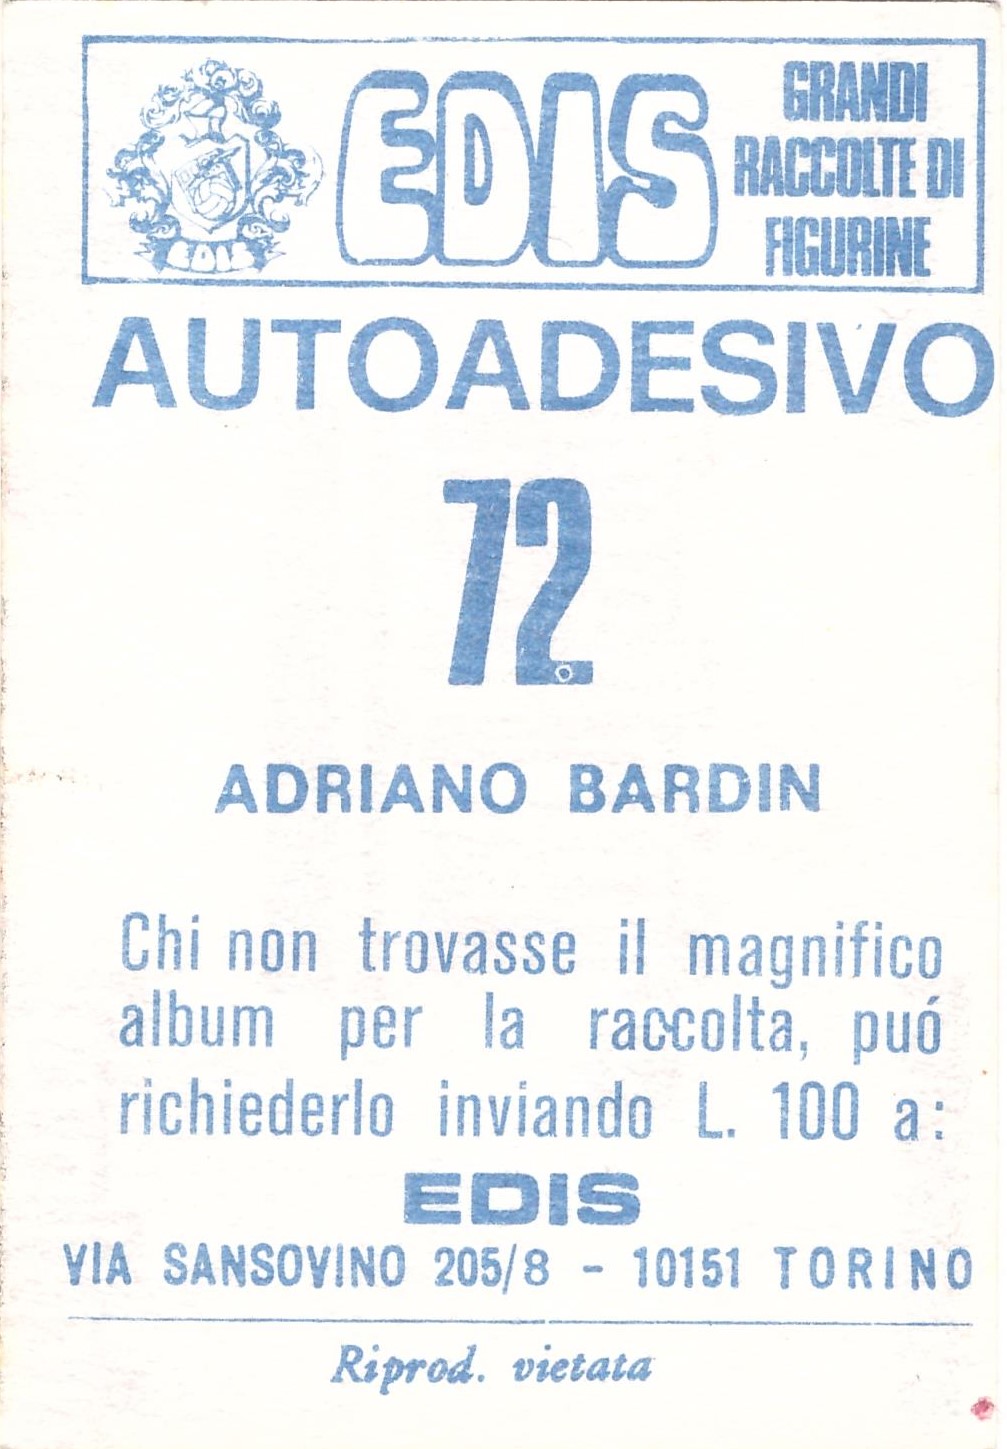 EDIS
EDIS
GRANDI
RACCOLTE DI
FIGURINE
AUTOADESIVO
72
ADRIANO BARDIN
Chi non trovasse il magnifico
album per la raccolta, puó
richiederlo inviando L. 100 a:
EDIS
VIA SANSOVINO 205/8 - 10151 TORINO
Riprod. vietata